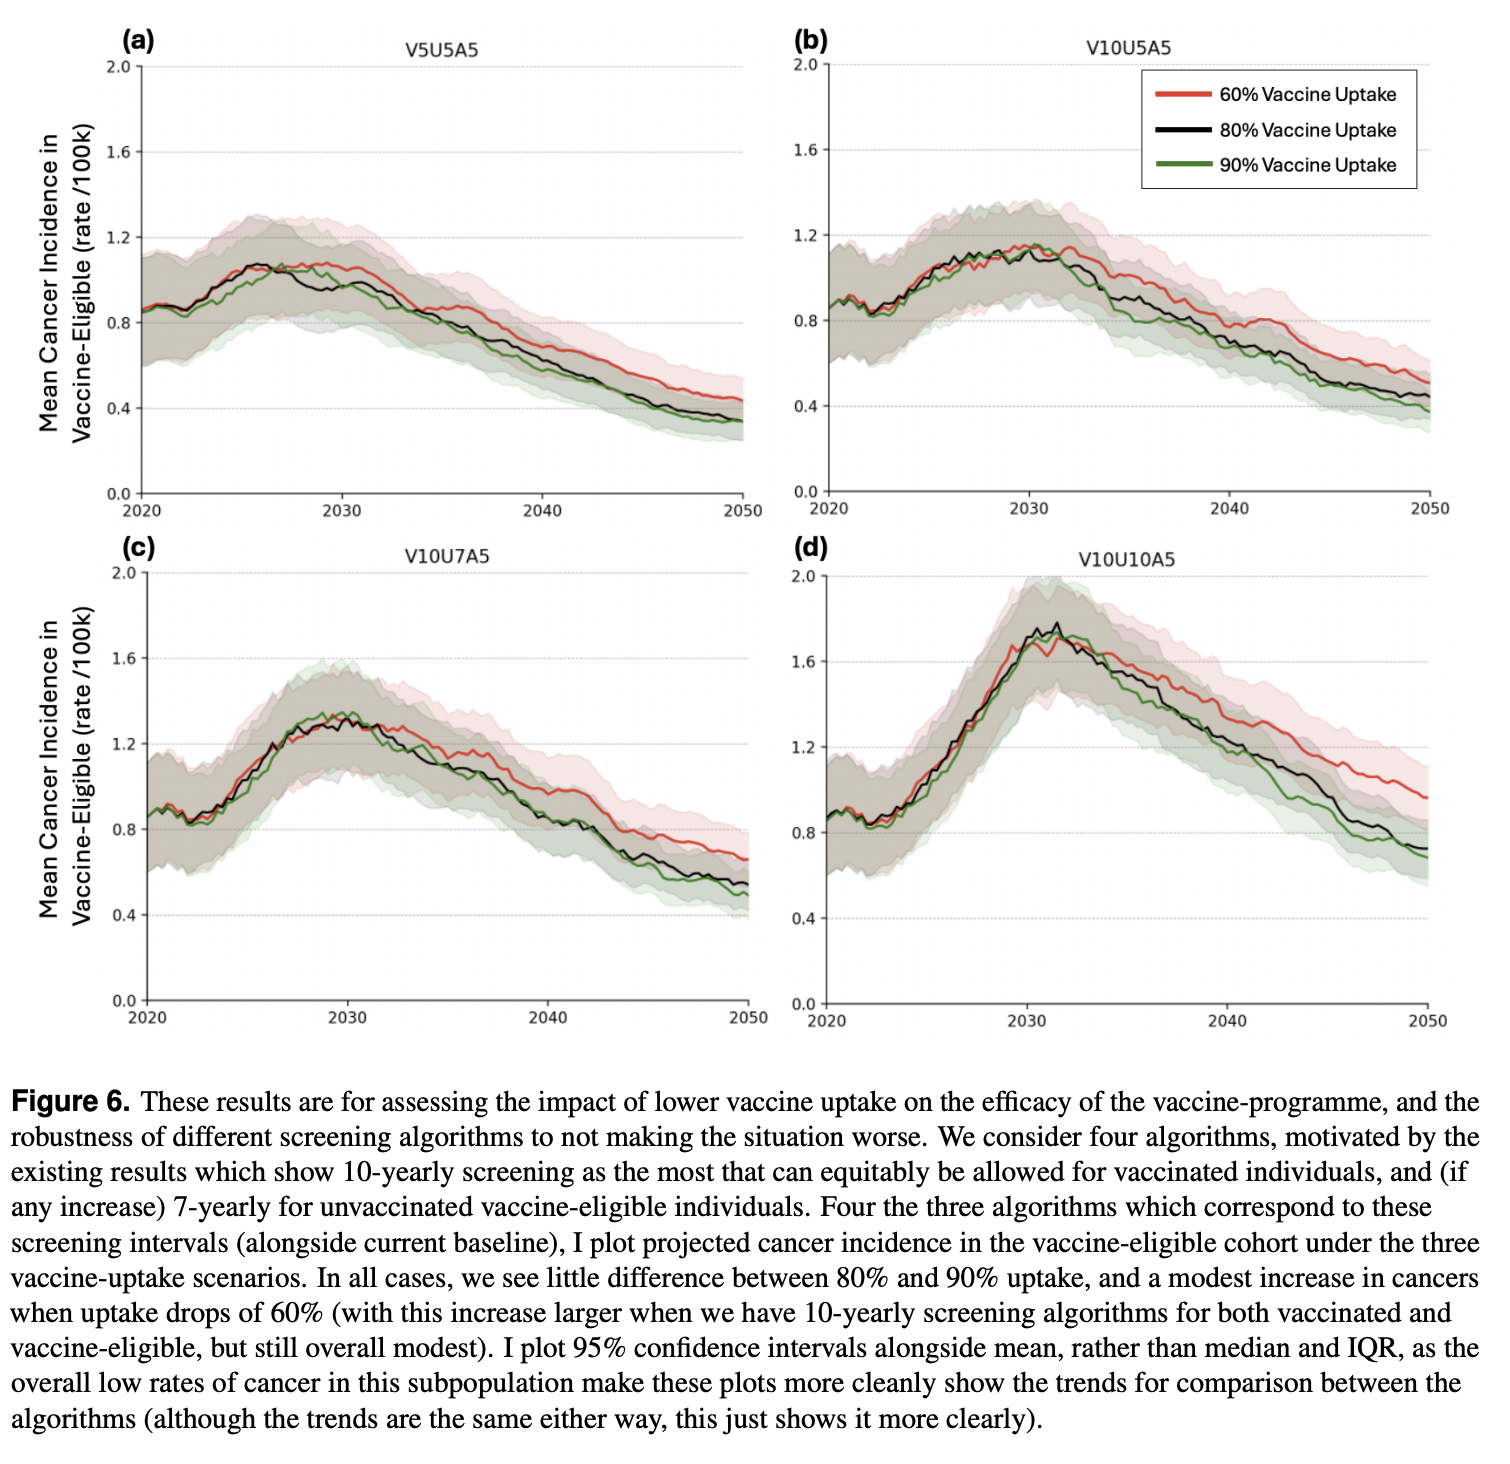 (a)
V5U5A5
2.0
1.6
1.2
0.8
0.4
0.0
2020
2030
2040
2050
Mean Cancer Incidence in
Vaccine-Eligible (rate /100k)
(b)
V10U5A5
2.0
1.6
1.2
0.8
0.4
0.0
2020
2030
2040
2050
60% Vaccine Uptake
80% Vaccine Uptake
90% Vaccine Uptake
(c)
V10U7A5
2.0
1.6
1.2
0.8
0.4
0.0
2020
2030
2040
2050
Mean Cancer Incidence in
Vaccine-Eligible (rate /100k)
(d)
V10U10A5
2.0
1.6
1.2
0.8
0.4
0.0
2020
2030
2040
2050
Figure 6. These results are for assessing the impact of lower vaccine uptake on the efficacy of the vaccine-programme, and the
robustness of different screening algorithms to not making the situation worse. We consider four algorithms, motivated by the
existing results which show 10-yearly screening as the most that can equitably be allowed for vaccinated individuals, and (if
any increase) 7-yearly for unvaccinated vaccine-eligible individuals. Four the three algorithms which correspond to these
screening intervals (alongside current baseline), I plot projected cancer incidence in the vaccine-eligible cohort under the three
vaccine-uptake scenarios. In all cases, we see little difference between 80% and 90% uptake, and a modest increase in cancers
when uptake drops of 60% (with this increase larger when we have 10-yearly screening algorithms for both vaccinated and
vaccine-eligible, but still overall modest). I plot 95% confidence intervals alongside mean, rather than median and IQR, as the
overall low rates of cancer in this subpopulation make these plots more cleanly show the trends for comparison between the
algorithms (although the trends are the same either way, this just shows it more clearly).